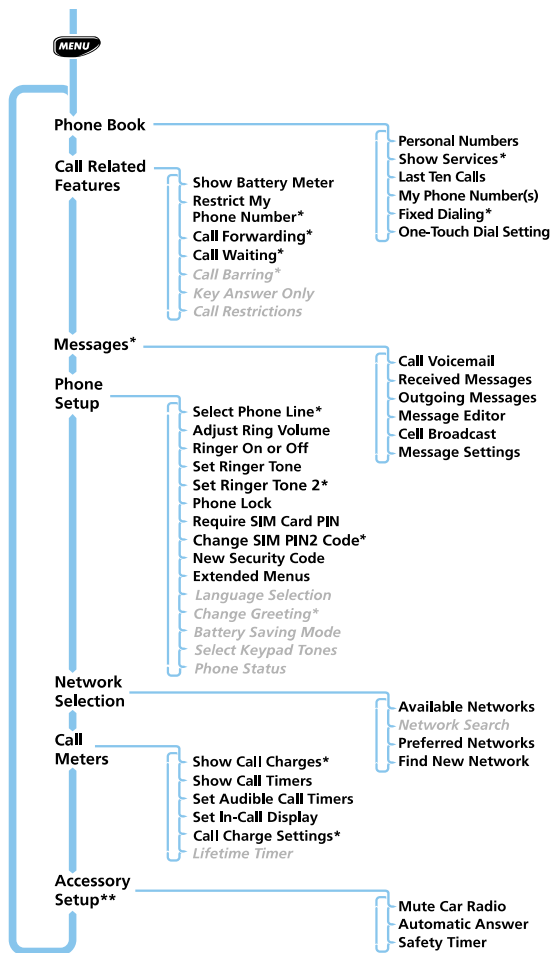 MENU
Phone Book
Personal Numbers
Show Services*
Last Ten Calls
My Phone Number(s)
Fixed Dialing*
One-Touch Dial Setting
Call Related
Features
Show Battery Meter
Restrict My
Phone Number*
Call Forwarding*
Call Waiting*
Call Barring*
Key Answer Only
Call Restrictions
Messages*
Call Voicemail
Received Messages
Outgoing Messages
Message Editor
Cell Broadcast
Message Settings
Phone
Setup
Select Phone Line*
Adjust Ring Volume
Ringer On or Off
Set Ringer Tone
Set Ringer Tone 2*
Phone Lock
Require SIM Card PIN
Change SIM PIN2 Code*
New Security Code
Extended Menus
Language Selection
Change Greeting*
Battery Saving Mode
Select Keypad Tones
Phone Status
Network
Selection
Available Networks
Network Search
Preferred Networks
Find New Network
Call
Meters
Show Call Charges*
Show Call Timers
Set Audible Call Timers
Set In-Call Display
Call Charge Settings*
Lifetime Timer
Accessory
Setup**
Mute Car Radio
Automatic Answer
Safety Timer